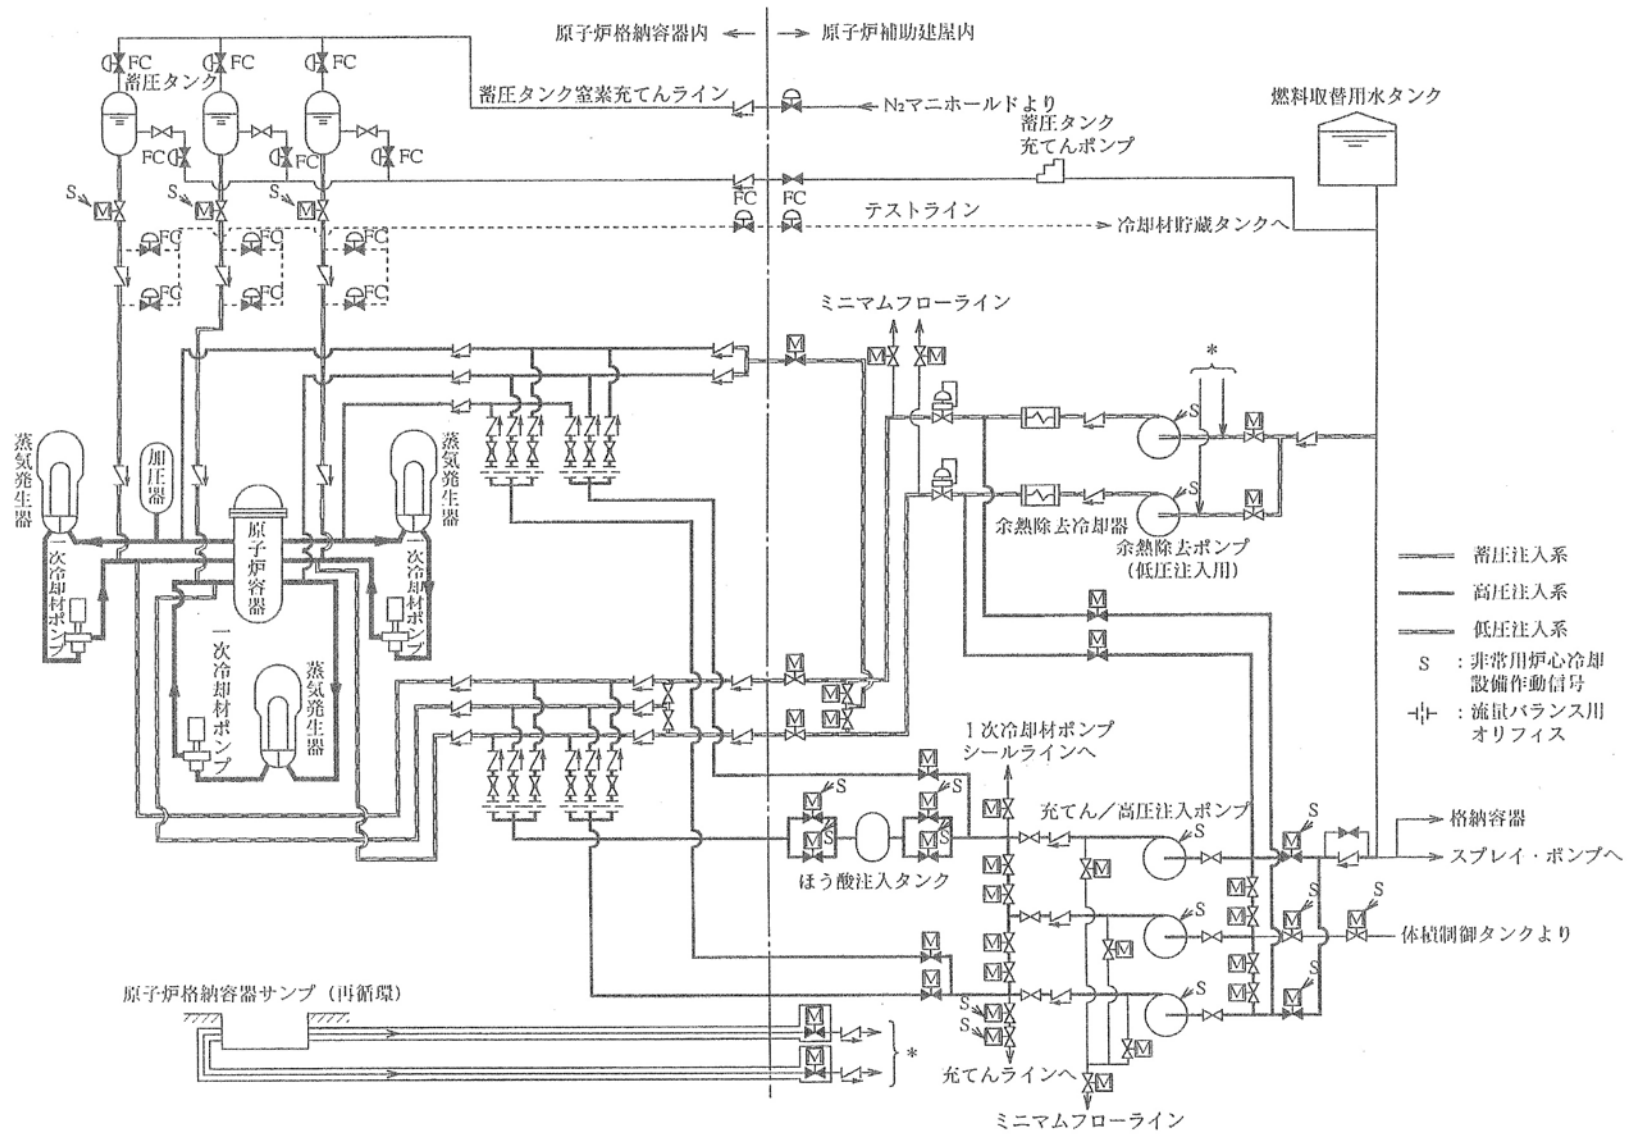 原子炉格納容器内
原子炉補助建屋内
FC
FC
FC
蓄圧タンク
蓄圧タンク窒素充てんライン
N₂マニホールドより
燃料取替用水タンク
蓄圧タンク
充てんポンプ
FC
FC
FC
S
S
S
M
M
M
FC
FC
テストライン
冷却材貯蔵タンクへ
FC
FC
FC
FC
FC
FC
ミニマムフローライン
M
M
M
*
S
M
S
M
蒸気発生器
加圧器
蒸気発生器
原子炉容器
余熱除去冷却器
余熱除去ポンプ
(低圧注入用)
一次冷却材ポンプ
一次冷却材ポンプ
一次冷却材ポンプ
蒸気発生器
M
M
蓄圧注入系
高圧注入系
低圧注入系
S :非常用炉心冷却
設備作動信号
:流量バランス用
オリフィス
M
M
M
M
1次冷却材ポンプ
シールラインへ
M
M
S
M
S
M
S
M
S
M
充てん/高圧注入ポンプ
S
S
M
格納容器
スプレイ・ポンプへ
ほう酸注入タンク
M
M
M
M
M
S
M
S
M
S
M
体積制御タンクより
M
M
M
M
M
M
S
M
S
M
S
S
M
M
原子炉格納容器サンプ(再循環)
M
M
*
M
充てんラインへ
M
ミニマムフローライン